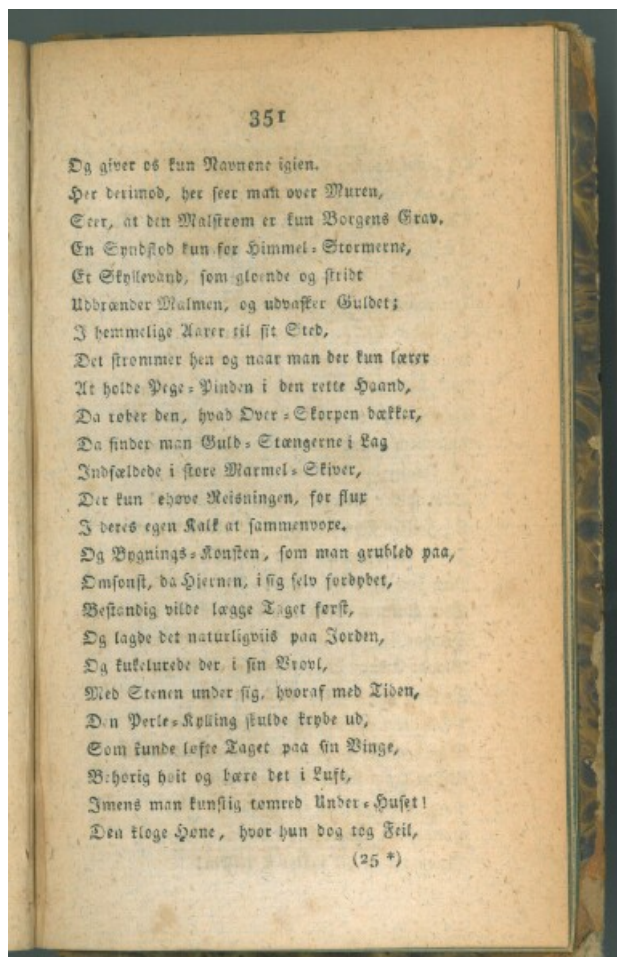 351
Og giver os kun Navnene igien.
Her derimod, her seer man over Muren,
Seer, at den Malstrøm er kun Borgens Grav.
En Syndflod kun for Himmel-Stormerne,
Et Skyllevand, som gloende og stridt
Udbrænder Malmen, og udvasker Guldet;
I hemmelige Aarer til sit Sted,
Det strømmer hen og naar man der kun lærer
At holde Pege-Pinden i den rette Haand,
Da røber den, hvad Over-Skorpen dækker,
Da finder man Guld-Stængerne i Lag
Indfældede i store Marmel-Skiver,
Der kun ehøve Reisningen, for flux
I deres egen Kalk at sammenvoxe.
Og Bygnings-Konsten, som man grubled paa,
Omsonst, da Hjernen, i sig selv fordybet,
Bestandig vilde lægge Taget først,
Og lagde det naturligviis paa Jorden,
Og kukelurede der i sin Vrøvl,
Med Stenen under sig, hvoraf med Tiden,
Den Perle-Kylling skulde krybe ud,
Som kunde løfte Taget paa sin Vinge,
Behørig høit og bære det i Luft,
Imens man kunstig tømred Under-Huset!
Den kloge Høne, hvor hun dog tog Feil,
(25 *)